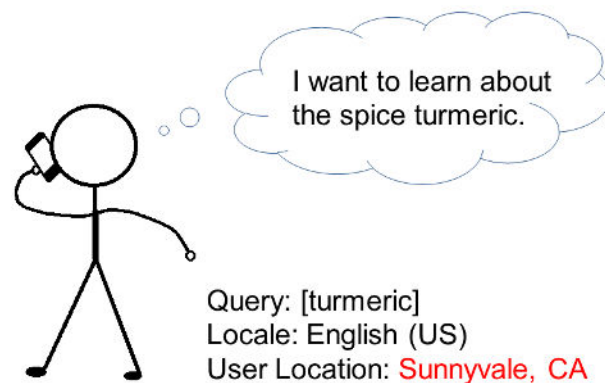 I want to learn about
the spice turmeric.
Query: [turmeric]
Locale: English (US)
User Location: Sunnyvale, CA